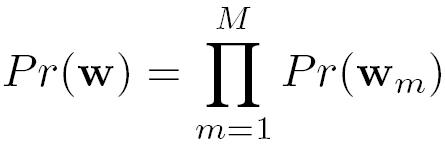 Pr(𝐰) = ∏_{m=1}^{M} Pr(𝐰_m)